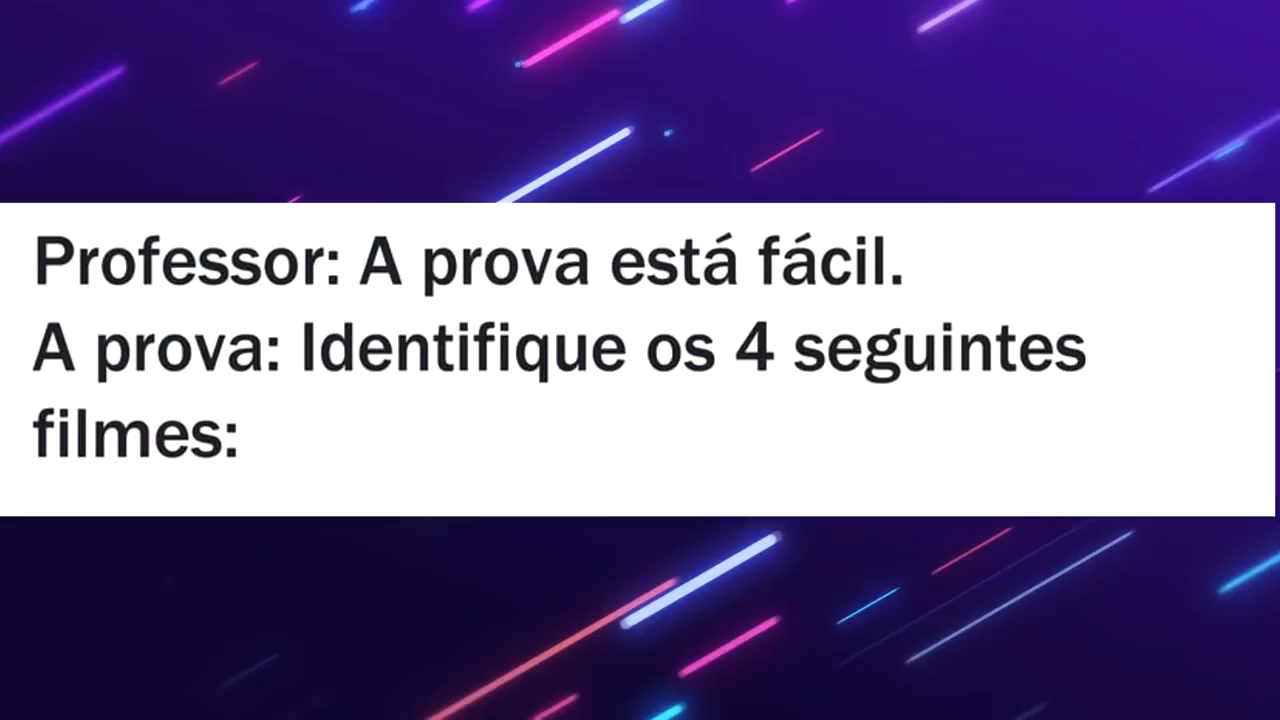 Professor: A prova está fácil.
A prova: Identifique os 4 seguintes
filmes: